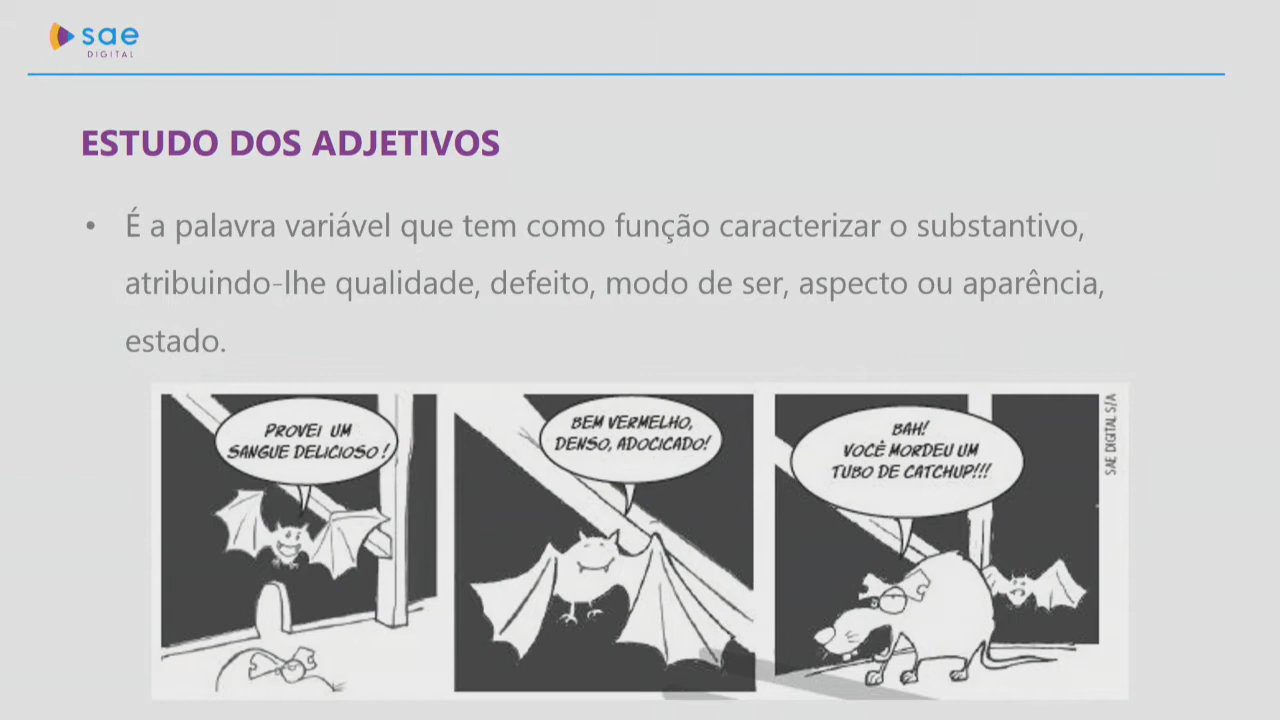 sae
DIGITAL
ESTUDO DOS ADJETIVOS
• É a palavra variável que tem como função caracterizar o substantivo,
atribuindo-lhe qualidade, defeito, modo de ser, aspecto ou aparência,
estado.
PROVEI UM
SANGUE DELICIOSO!
BEM VERMELHO,
DENSO, ADOCICADO!
BAH!
VOCÊ MORDEU UM
TUBO DE CATCHUP!!!
SAE DIGITAL S/A